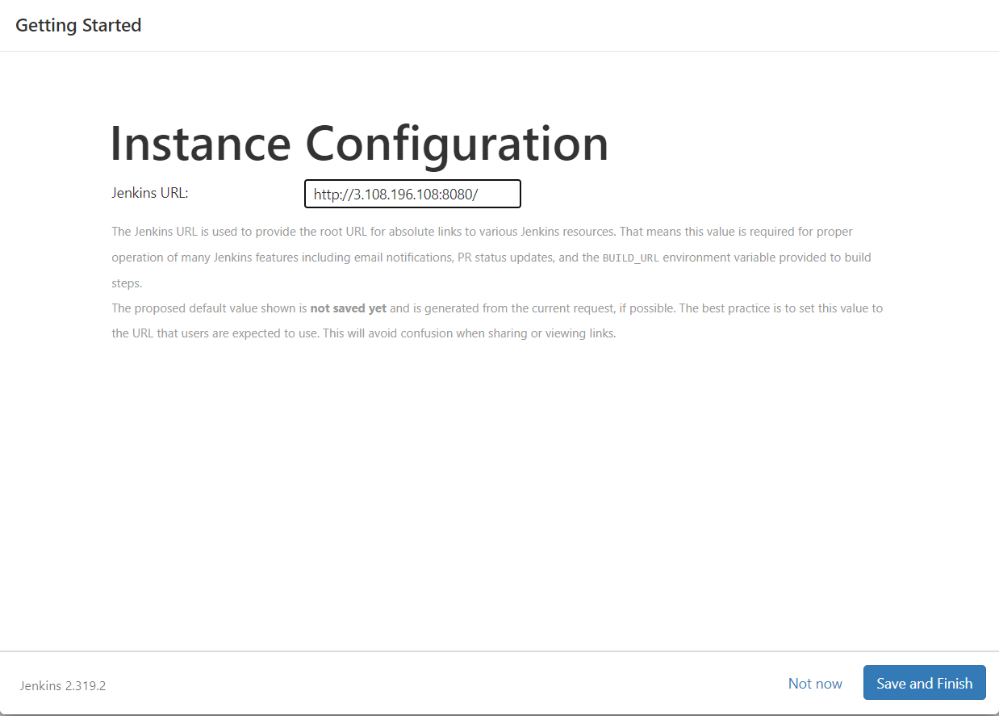 Getting Started
Instance Configuration
Jenkins URL:
http://3.108.196.108:8080/
The Jenkins URL is used to provide the root URL for absolute links to various Jenkins resources. That means this value is required for proper
operation of many Jenkins features including email notifications, PR status updates, and the BUILD_URL environment variable provided to build
steps.
The proposed default value shown is not saved yet and is generated from the current request, if possible. The best practice is to set this value to
the URL that users are expected to use. This will avoid confusion when sharing or viewing links.
Jenkins 2.319.2
Not now
Save and Finish